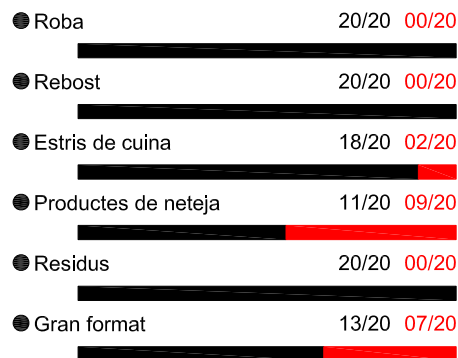 Roba 20/20 00/20
Rebost 20/20 00/20
Estris de cuina 18/20 02/20
Productes de neteja 11/20 09/20
Residus 20/20 00/20
Gran format 13/20 07/20